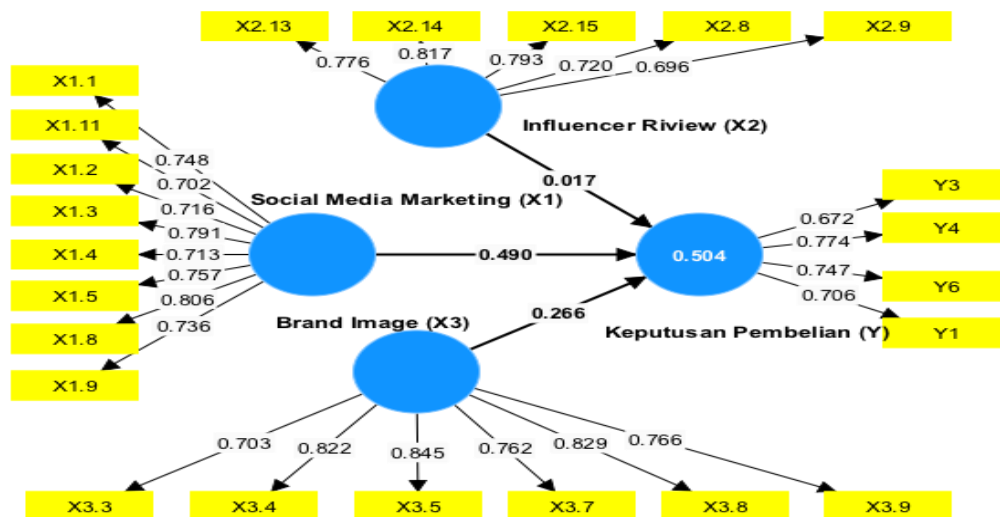 X2.13 X2.14 X2.15 X2.8 X2.9
0.776 0.817 0.793 0.720 0.696
Influencer Riview (X2)
X1.1
X1.11
X1.2
X1.3
X1.4
X1.5
X1.8
X1.9
0.748
0.702
0.716
0.791
0.713
0.757
0.806
0.736
Social Media Marketing (X1)
0.017
0.490
0.266
0.504
Keputusan Pembelian (Y)
0.672
0.774
0.747
0.706
Y3
Y4
Y6
Y1
Brand Image (X3)
0.703 0.822 0.845 0.762 0.829 0.766
X3.3 X3.4 X3.5 X3.7 X3.8 X3.9